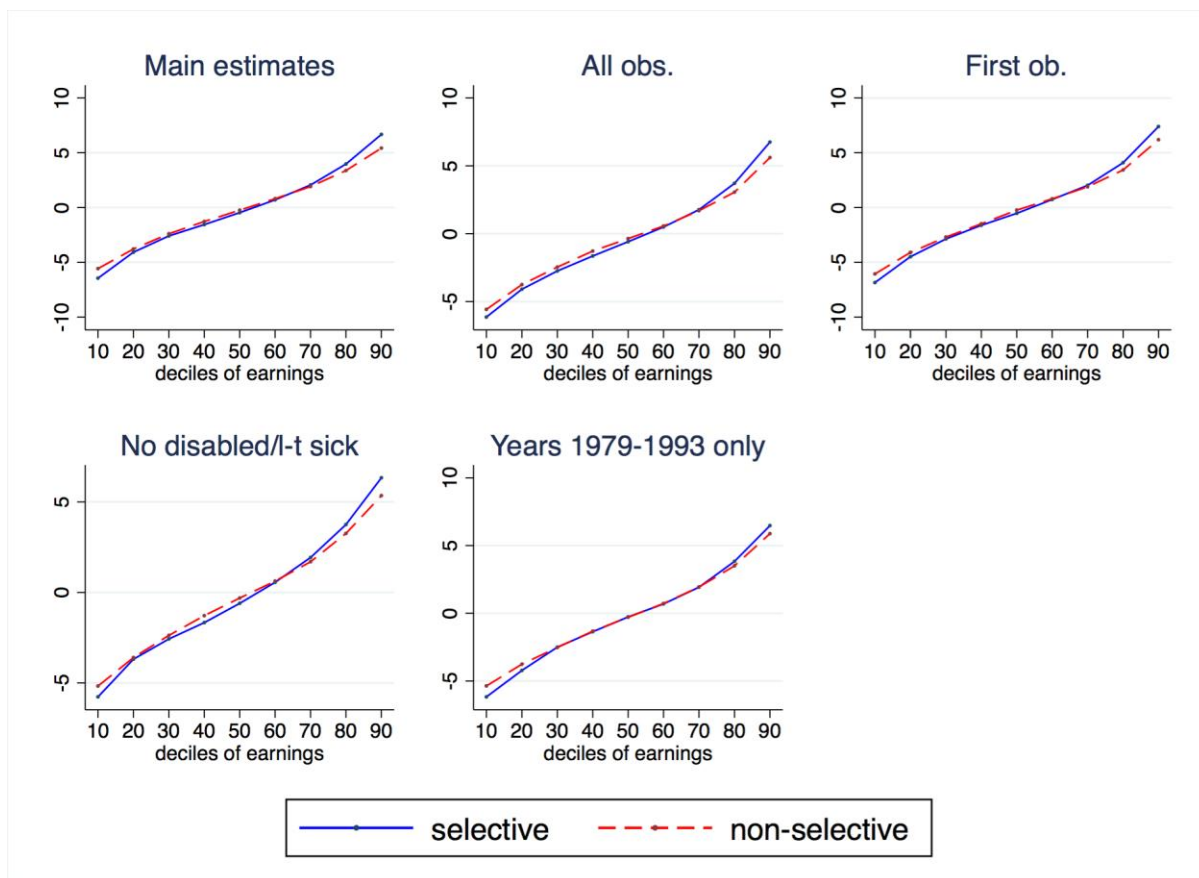 Main estimates
10
5
0
-5
-10
10 20 30 40 50 60 70 80 90
deciles of earnings
All obs.
10
5
0
-5
10 20 30 40 50 60 70 80 90
deciles of earnings
First ob.
10
5
0
-5
-10
10 20 30 40 50 60 70 80 90
deciles of earnings
No disabled/l-t sick
5
0
-5
10 20 30 40 50 60 70 80 90
deciles of earnings
Years 1979-1993 only
10
5
0
-5
10 20 30 40 50 60 70 80 90
deciles of earnings
selective non-selective